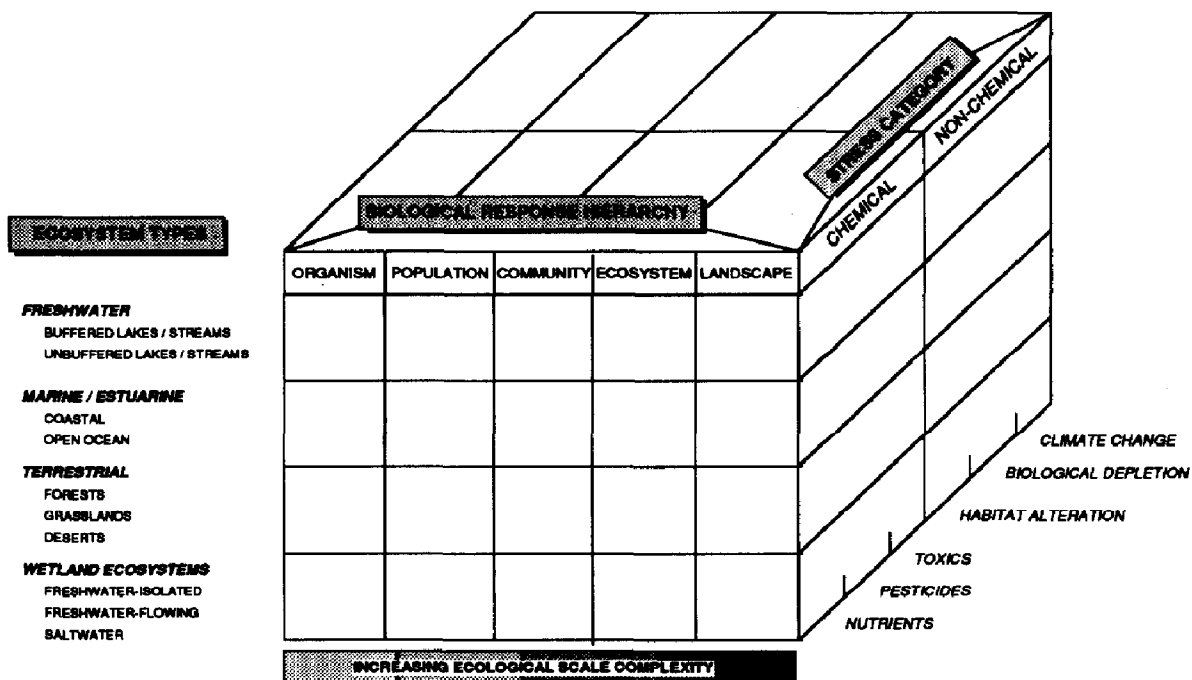 STRESS CATEGORY
NON-CHEMICAL
CHEMICAL
BIOLOGICAL RESPONSE HIERARCHY
ECOSYSTEM TYPES
ORGANISM POPULATION COMMUNITY ECOSYSTEM LANDSCAPE
FRESHWATER
BUFFERED LAKES / STREAMS
UNBUFFERED LAKES / STREAMS
MARINE / ESTUARINE
COASTAL
OPEN OCEAN
TERRESTRIAL
FORESTS
GRASSLANDS
DESERTS
WETLAND ECOSYSTEMS
FRESHWATER-ISOLATED
FRESHWATER-FLOWING
SALTWATER
CLIMATE CHANGE
BIOLOGICAL DEPLETION
HABITAT ALTERATION
TOXICS
PESTICIDES
NUTRIENTS
INCREASING ECOLOGICAL SCALE COMPLEXITY